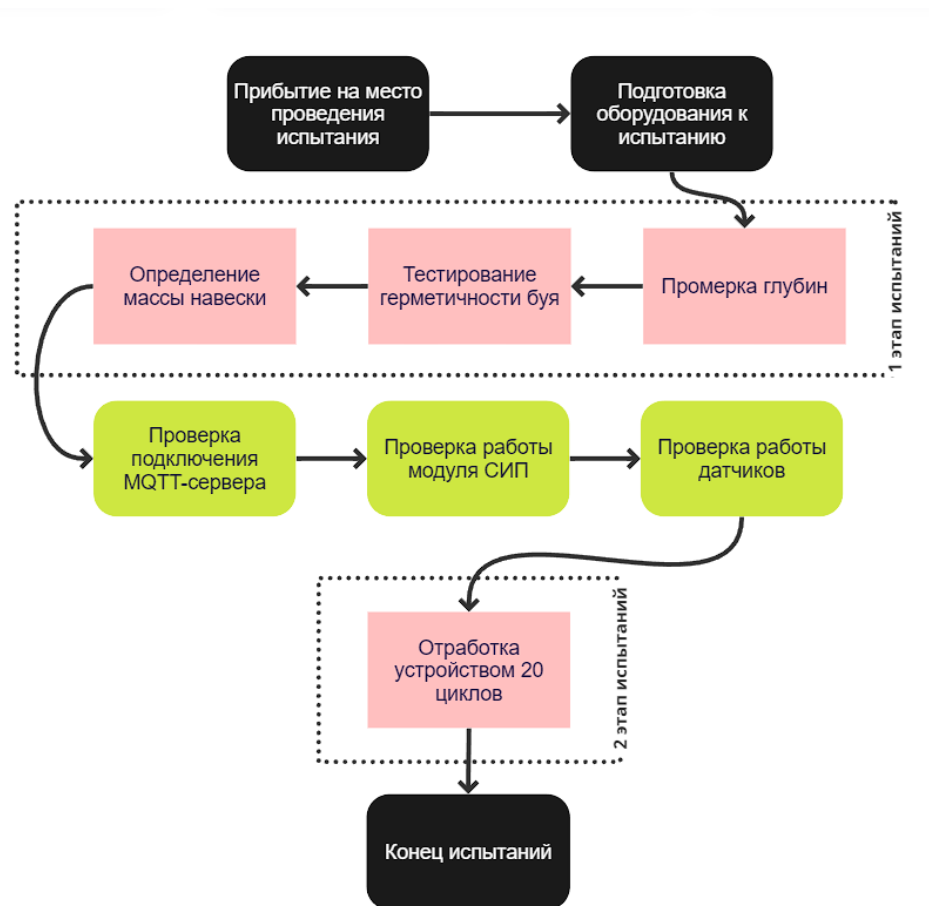 Прибытие на место
проведения
испытания
Подготовка
оборудования к
испытанию
1 этап испытаний
Промерка глубин
Тестирование
герметичности буя
Определение
массы навески
Проверка
подключения
MQTT-сервера
Проверка работы
модуля СИП
Проверка работы
датчиков
2 этап испытаний
Отработка
устройством 20
циклов
Конец испытаний